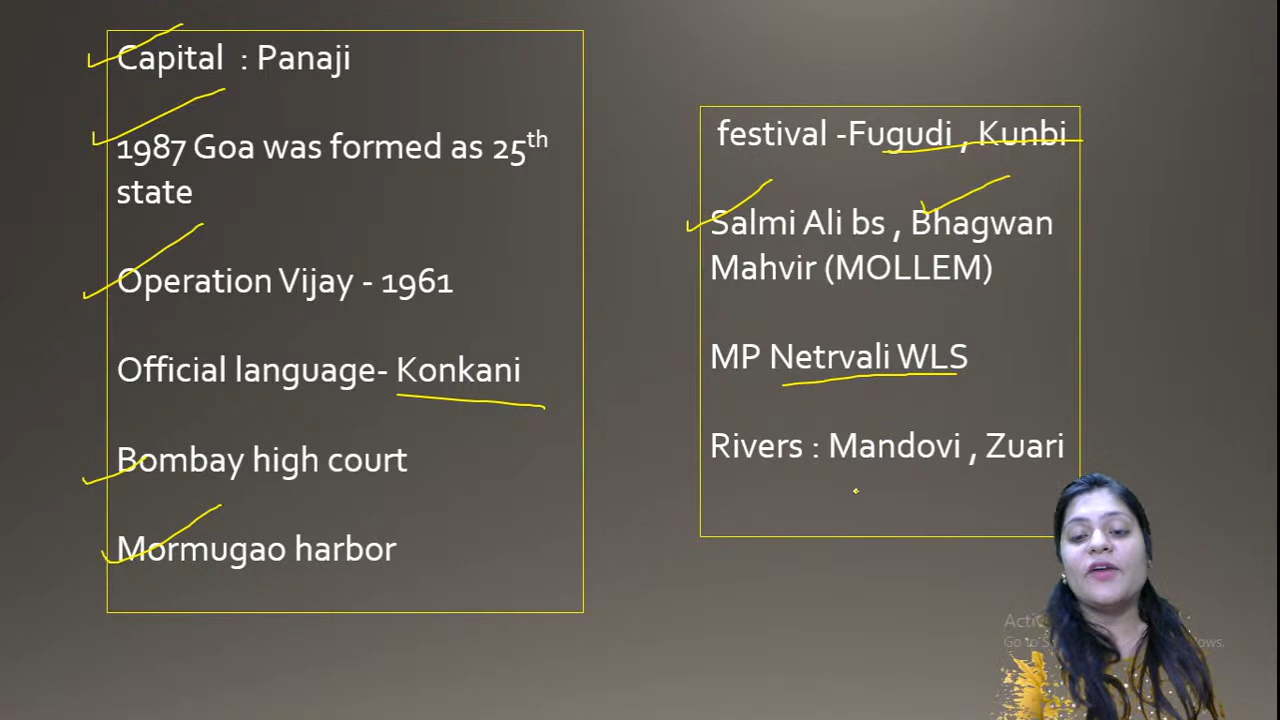 Capital : Panaji
1987 Goa was formed as 25th
state
Operation Vijay - 1961
Official language- Konkani
Bombay high court
Mormugao harbor
festival -Fugudi , Kunbi
Salmi Ali bs , Bhagwan
Mahvir (MOLLEM)
MP Netrvali WLS
Rivers : Mandovi , Zuari